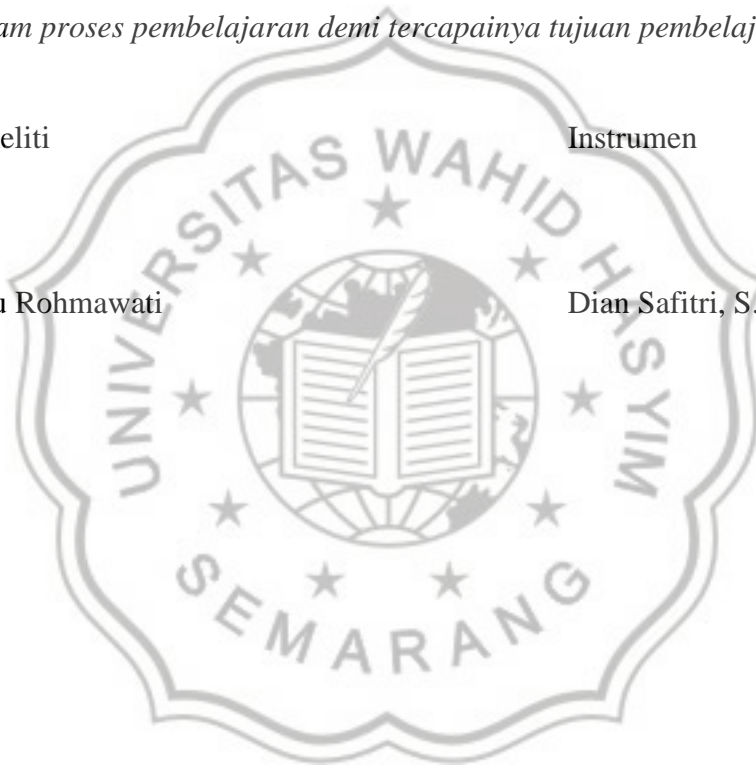 am proses pembelajaran demi tercapainya tujuan pembelaj
eliti Instrumen
u Rohmawati Dian Safitri, S.
UNIVERSITAS WAHID HASYIM
SEMARANG